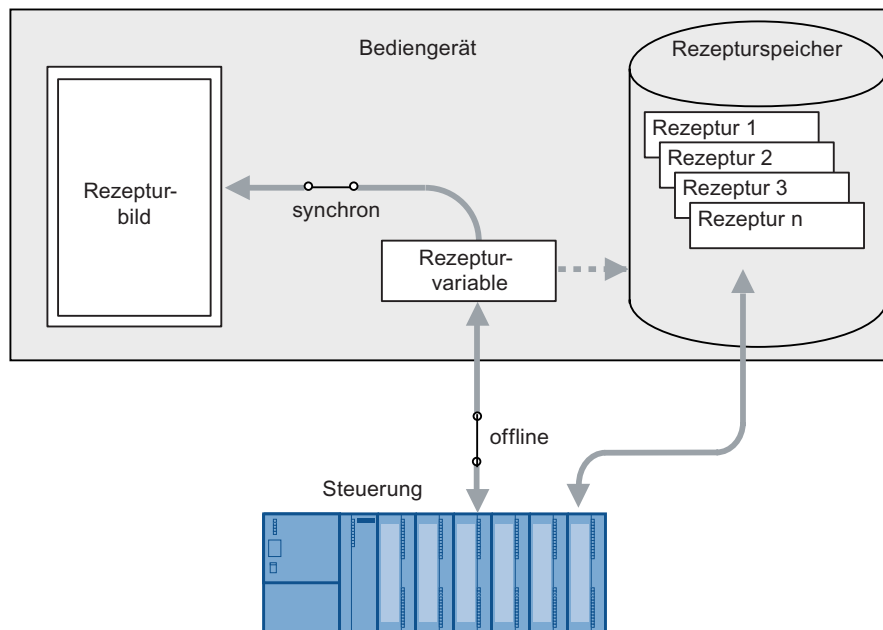 Bediengerät
Rezepturspeicher
Rezeptur 1
Rezeptur 2
Rezeptur 3
Rezeptur n
Rezeptur-
bild
synchron
Rezeptur-
variable
offline
Steuerung